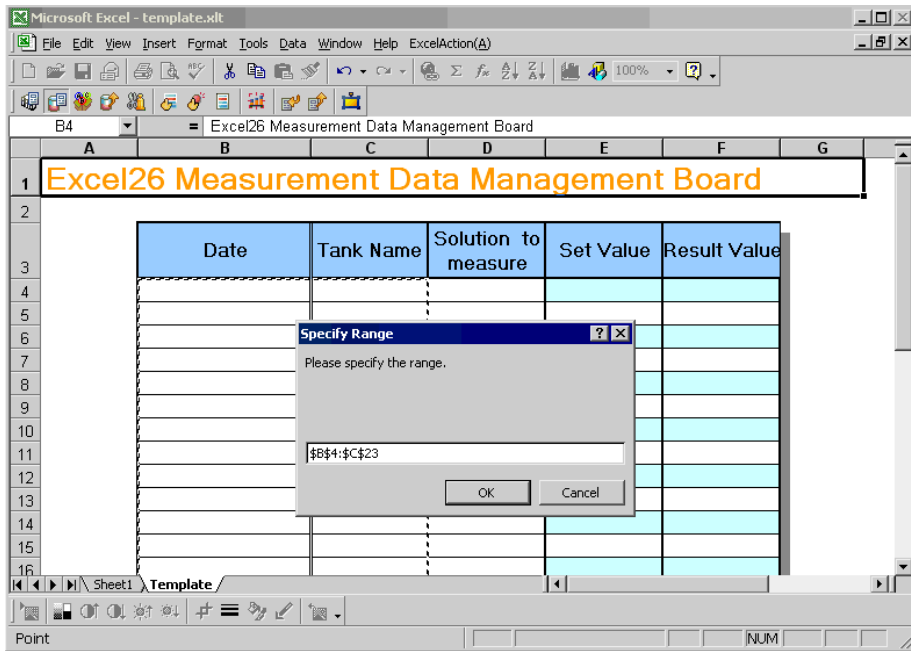 Microsoft Excel - template.xlt
File Edit View Insert Format Tools Data Window Help ExcelAction(A)
100%
B4 = Excel26 Measurement Data Management Board
A B C D E F G
1 Excel26 Measurement Data Management Board
2
3 Date Tank Name Solution to measure Set Value Result Value
4
5
6
7
8
9
10
11
12
13
14
15
16
Specify Range
Please specify the range.
$B$4:$C$23
OK Cancel
Sheet1 Template
Point NUM